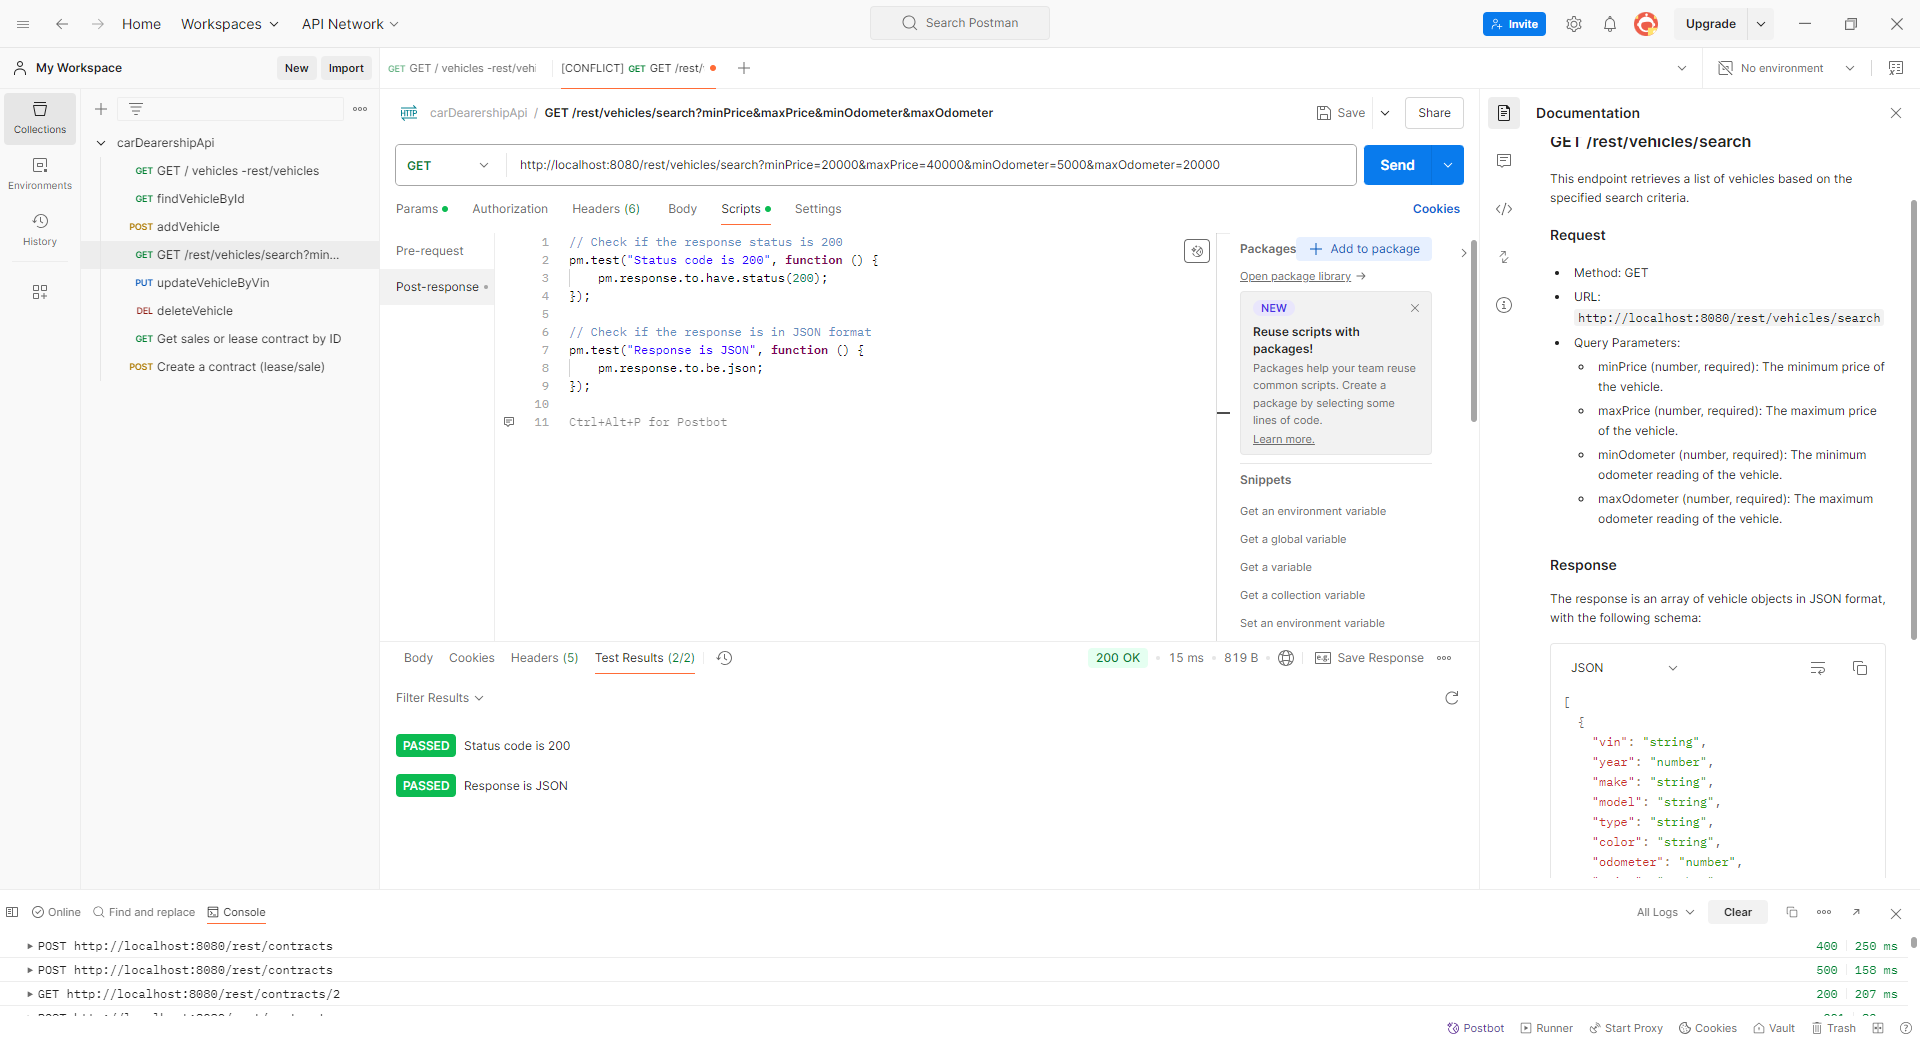 Home
Workspaces
API Network
Search Postman
Invite
Upgrade
My Workspace
New
Import
GET GET / vehicles -rest/vehi
[CONFLICT] GET GET /rest/
No environment
Collections
Environments
History
carDearershipApi
GET GET / vehicles -rest/vehicles
GET findVehicleById
POST addVehicle
GET GET /rest/vehicles/search?min...
PUT updateVehicleByVin
DEL deleteVehicle
GET Get sales or lease contract by ID
POST Create a contract (lease/sale)
HTTP carDearershipApi / GET /rest/vehicles/search?minPrice&maxPrice&minOdometer&maxOdometer
Save
Share
GET http://localhost:8080/rest/vehicles/search?minPrice=20000&maxPrice=40000&minOdometer=5000&maxOdometer=20000
Send
Params
Authorization
Headers (6)
Body
Scripts
Settings
Cookies
Pre-request
Post-response
1 // Check if the response status is 200
2 pm.test("Status code is 200", function () {
3 pm.response.to.have.status(200);
4 });
5
6 // Check if the response is in JSON format
7 pm.test("Response is JSON", function () {
8 pm.response.to.be.json;
9 });
10
11 Ctrl+Alt+P for Postbot
Packages
Add to package
Open package library →
NEW
Reuse scripts with
packages!
Packages help your team reuse
common scripts. Create a
package by selecting some
lines of code.
Learn more.
Snippets
Get an environment variable
Get a global variable
Get a variable
Get a collection variable
Set an environment variable
Body
Cookies
Headers (5)
Test Results (2/2)
200 OK
15 ms
819 B
e.g. Save Response
Filter Results
PASSED Status code is 200
PASSED Response is JSON
Documentation
GET /rest/vehicles/search
This endpoint retrieves a list of vehicles based on the
specified search criteria.
Request
Method: GET
URL:
http://localhost:8080/rest/vehicles/search
Query Parameters:
minPrice (number, required): The minimum price of
the vehicle.
maxPrice (number, required): The maximum price
of the vehicle.
minOdometer (number, required): The minimum
odometer reading of the vehicle.
maxOdometer (number, required): The maximum
odometer reading of the vehicle.
Response
The response is an array of vehicle objects in JSON format,
with the following schema:
JSON
[
{
"vin": "string",
"year": "number",
"make": "string",
"model": "string",
"type": "string",
"color": "string",
"odometer": "number",
Online
Find and replace
Console
All Logs
Clear
POST http://localhost:8080/rest/contracts 400 250 ms
POST http://localhost:8080/rest/contracts 500 158 ms
GET http://localhost:8080/rest/contracts/2 200 207 ms
Postbot
Runner
Start Proxy
Cookies
Vault
Trash